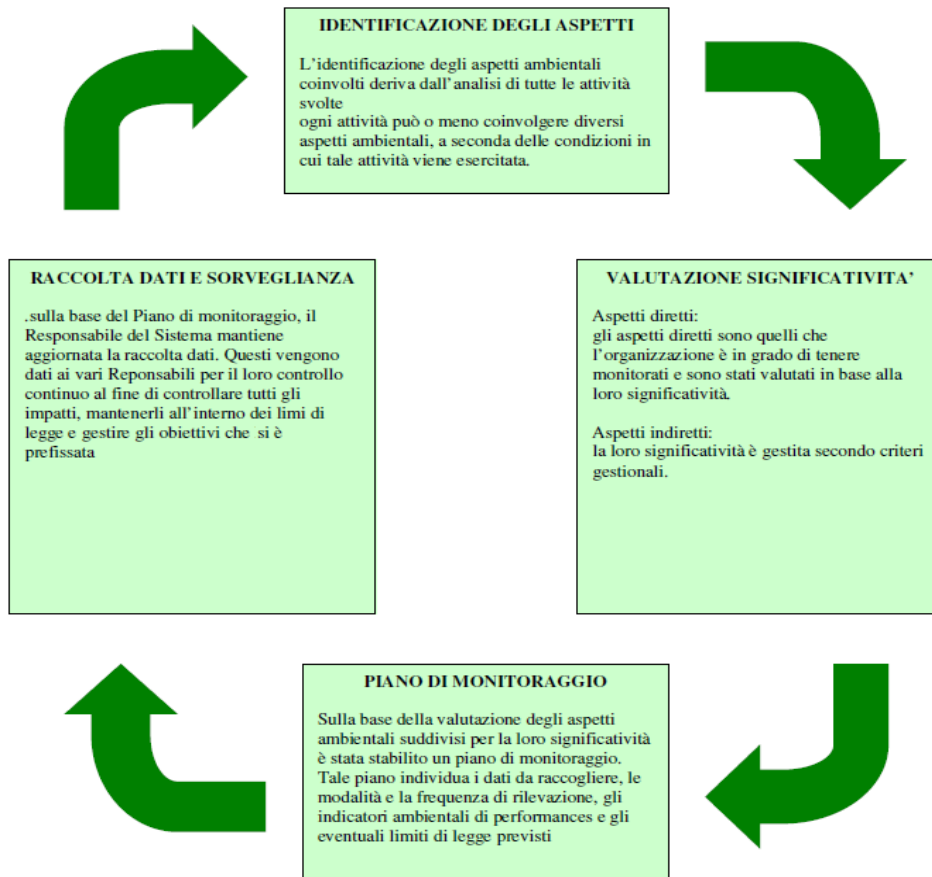 IDENTIFICAZIONE DEGLI ASPETTI
L'identificazione degli aspetti ambientali
coinvolti deriva dall'analisi di tutte le attività
svolte
ogni attività può o meno coinvolgere diversi
aspetti ambientali, a seconda delle condizioni in
cui tale attività viene esercitata.
RACCOLTA DATI E SORVEGLIANZA
.sulla base del Piano di monitoraggio, il
Responsabile del Sistema mantiene
aggiornata la raccolta dati. Questi vengono
dati ai vari Reponsabili per il loro controllo
continuo al fine di controllare tutti gli
impatti, mantenerli all'interno dei limi di
legge e gestire gli obiettivi che si è
prefissata
VALUTAZIONE SIGNIFICATIVITA'
Aspetti diretti:
gli aspetti diretti sono quelli che
l'organizzazione è in grado di tenere
monitorati e sono stati valutati in base alla
loro significatività.
Aspetti indiretti:
la loro significatività è gestita secondo criteri
gestionali.
PIANO DI MONITORAGGIO
Sulla base della valutazione degli aspetti
ambientali suddivisi per la loro significatività
è stata stabilito un piano di monitoraggio.
Tale piano individua i dati da raccogliere, le
modalità e la frequenza di rilevazione, gli
indicatori ambientali di performances e gli
eventuali limiti di legge previsti